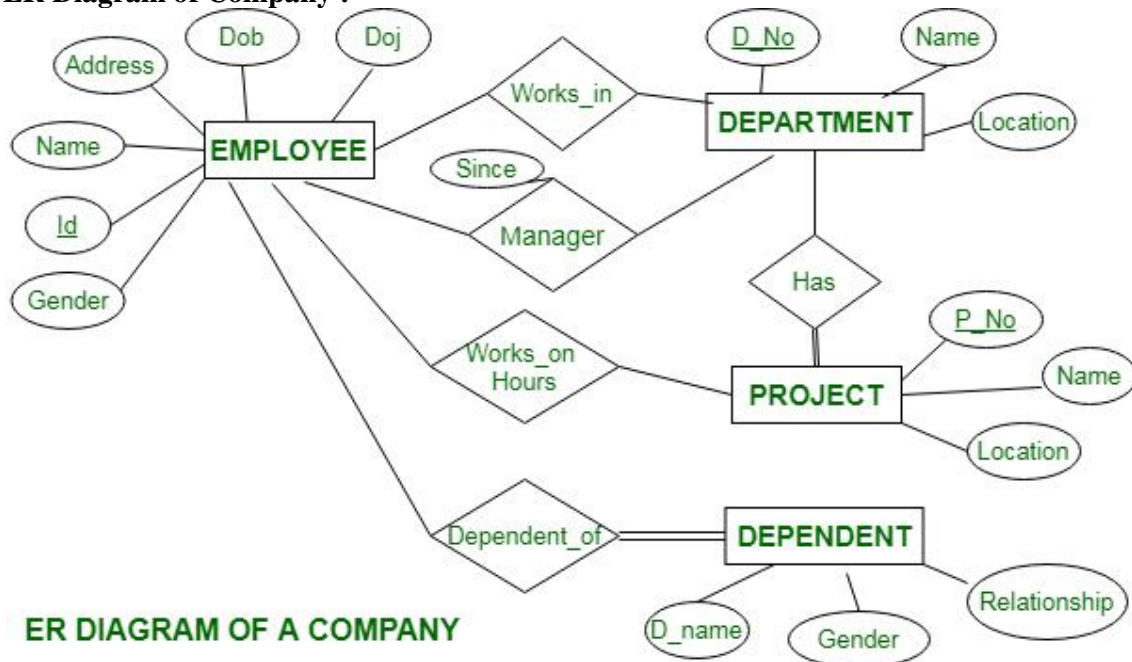 ER Diagram of Company :
Dob
Doj
D_No
Name
Address
Works_in
DEPARTMENT
Location
Name
EMPLOYEE
Since
Id
Manager
Gender
Has
P_No
Works_on
Hours
Name
PROJECT
Location
Dependent_of
DEPENDENT
Relationship
D_name
Gender
ER DIAGRAM OF A COMPANY